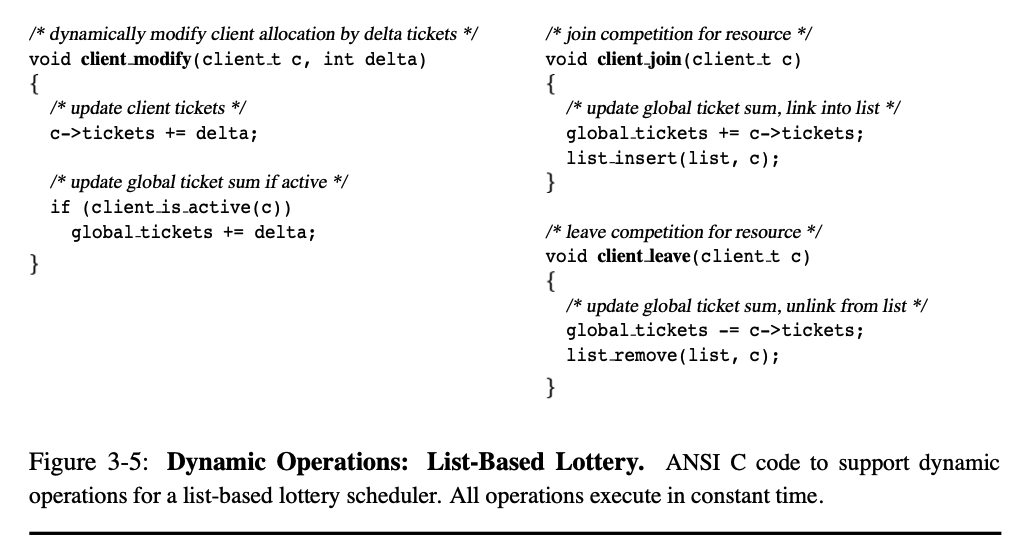 /* dynamically modify client allocation by delta tickets */
void client_modify(client_t c, int delta)
{
/* update client tickets */
c->tickets += delta;
/* update global ticket sum if active */
if (client_is_active(c))
global_tickets += delta;
}
/* join competition for resource */
void client_join(client_t c)
{
/* update global ticket sum, link into list */
global_tickets += c->tickets;
list_insert(list, c);
}
/* leave competition for resource */
void client_leave(client_t c)
{
/* update global ticket sum, unlink from list */
global_tickets -= c->tickets;
list_remove(list, c);
}
Figure 3-5: Dynamic Operations: List-Based Lottery. ANSI C code to support dynamic
operations for a list-based lottery scheduler. All operations execute in constant time.